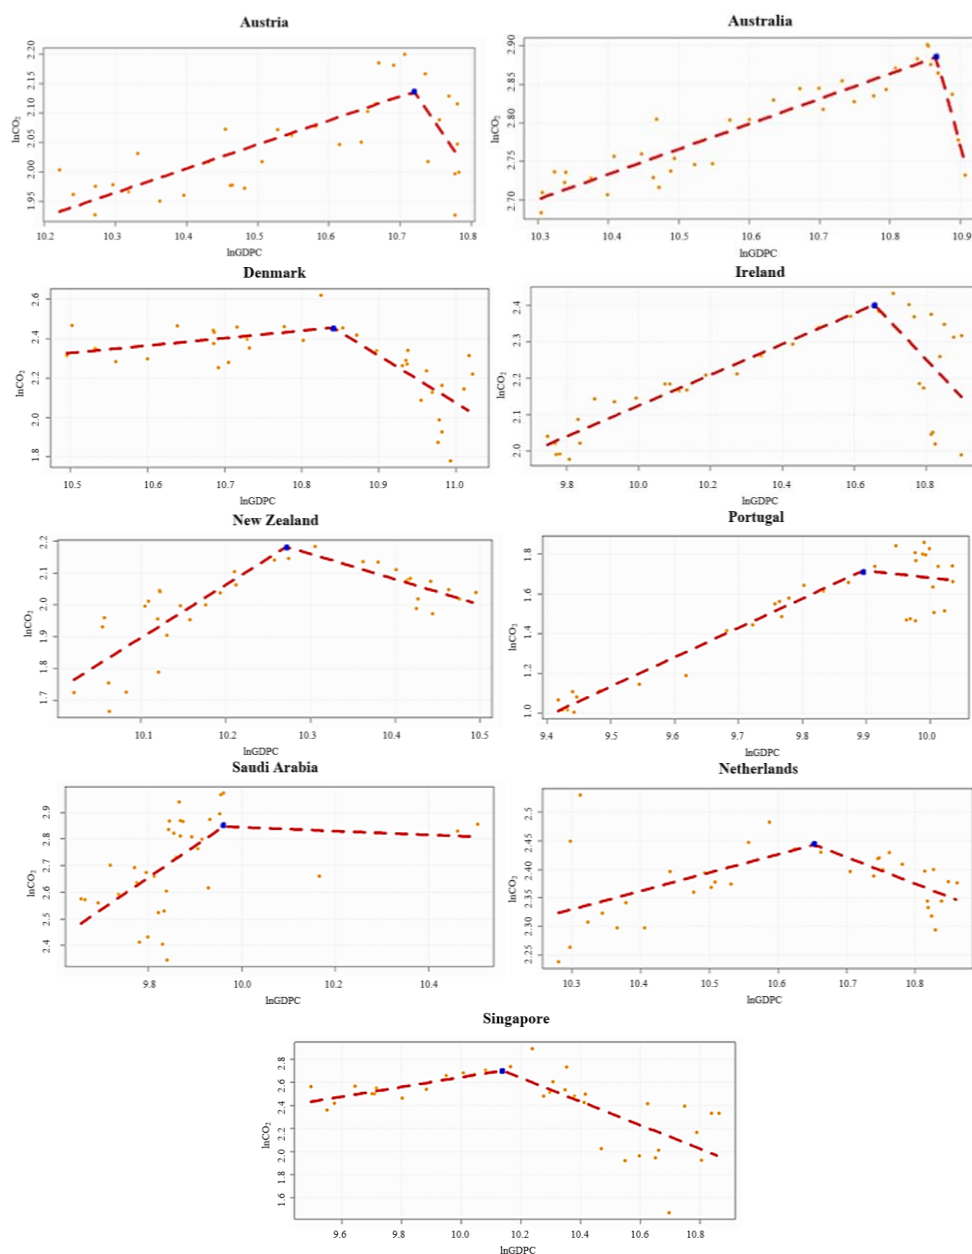 Austria
2.20
2.15
2.10
2.05
2.00
1.95
lnCO2
10.2 10.3 10.4 10.5 10.6 10.7 10.8
lnGDPC
Australia
2.90
2.85
2.80
2.75
2.70
lnCO2
10.3 10.4 10.5 10.6 10.7 10.8 10.9
lnGDPC
Denmark
2.6
2.4
2.2
2.0
1.8
lnCO2
10.5 10.6 10.7 10.8 10.9 11.0
lnGDPC
Ireland
2.4
2.3
2.2
2.1
2.0
lnCO2
9.8 10.0 10.2 10.4 10.6 10.8
lnGDPC
New Zealand
2.2
2.1
2.0
1.9
1.8
1.7
lnCO2
10.1 10.2 10.3 10.4 10.5
lnGDPC
Portugal
1.8
1.6
1.4
1.2
1.0
lnCO2
9.4 9.5 9.6 9.7 9.8 9.9 10.0
lnGDPC
Saudi Arabia
2.9
2.8
2.7
2.6
2.5
2.4
lnCO2
9.8 10.0 10.2 10.4
lnGDPC
Netherlands
2.5
2.45
2.40
2.35
2.30
2.25
lnCO2
10.3 10.4 10.5 10.6 10.7 10.8
lnGDPC
Singapore
2.8
2.6
2.4
2.2
2.0
1.8
1.6
lnCO2
9.6 9.8 10.0 10.2 10.4 10.6 10.8
lnGDPC